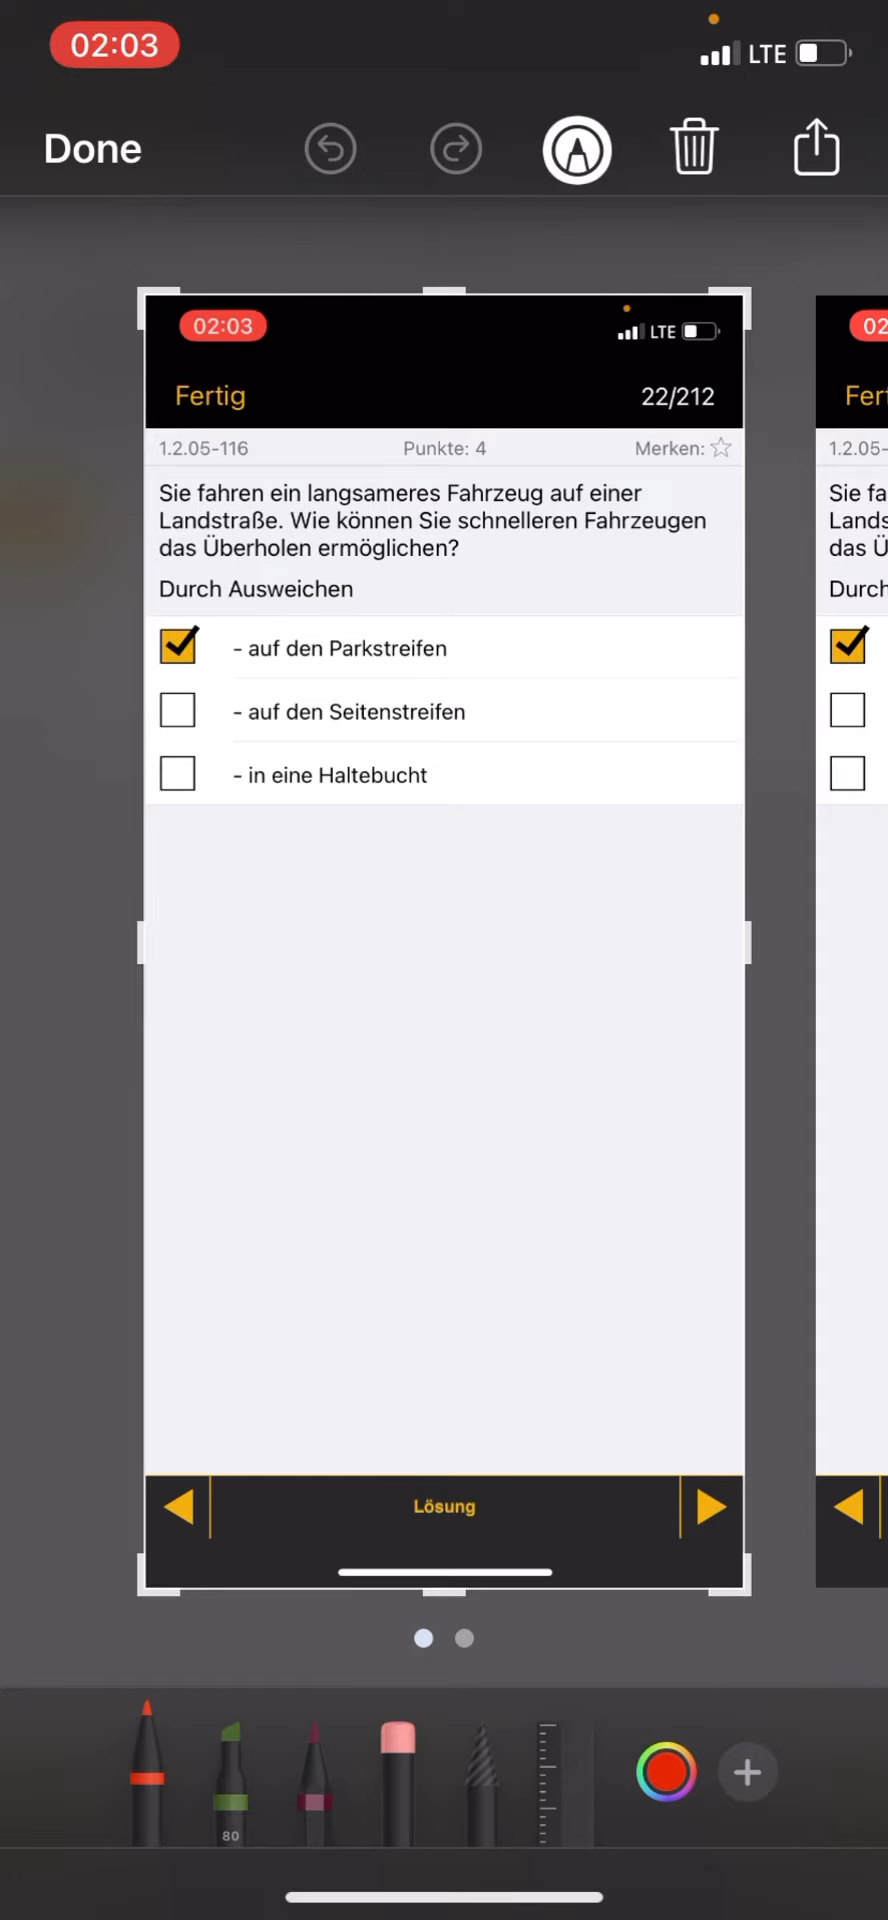 02:03
LTE
Done
02:03
LTE
02
Fertig
22/212
Fert
1.2.05-116
Punkte: 4
Merken:
1.2.05-
Sie fahren ein langsameres Fahrzeug auf einer
Landstraße. Wie können Sie schnelleren Fahrzeugen
das Überholen ermöglichen?
Sie fa
Lands
das Ü
Durch Ausweichen
Durch
- auf den Parkstreifen
- auf den Seitenstreifen
- in eine Haltebucht
Lösung
80